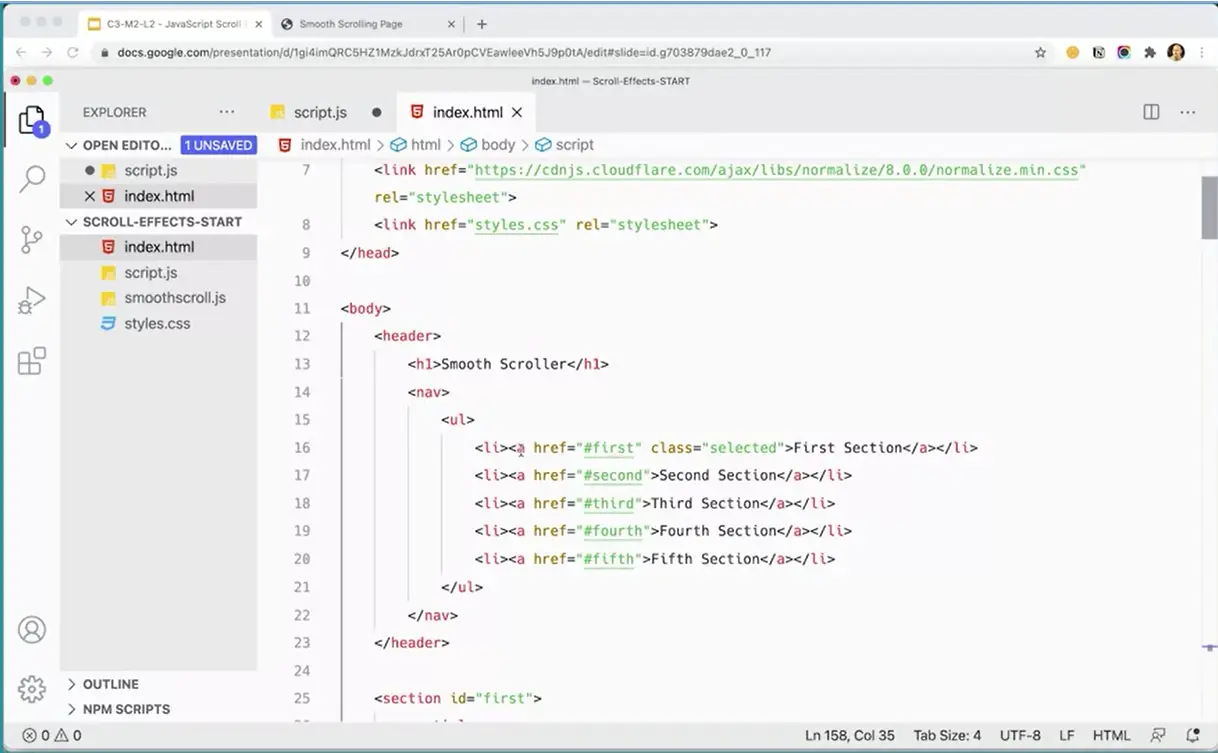 C3-M2-L2 - JavaScript Scroll
Smooth Scrolling Page
docs.google.com/presentation/d/1gi4imQRC5HZ1MzkJdrxT25Ar0pCVEawleeVh5J9p0tA/edit#slide=id.g703879dae2_0_117
index.html — Scroll-Effects-START
EXPLORER
script.js
index.html
1
OPEN EDITO... 1 UNSAVED
index.html > html > body > script
script.js
index.html
SCROLL-EFFECTS-START
index.html
script.js
smoothscroll.js
styles.css
7 <link href="https://cdnjs.cloudflare.com/ajax/libs/normalize/8.0.0/normalize.min.css"
rel="stylesheet">
8 <link href="styles.css" rel="stylesheet">
9 </head>
10
11 <body>
12 <header>
13 <h1>Smooth Scroller</h1>
14 <nav>
15 <ul>
16 <li><a href="#first" class="selected">First Section</a></li>
17 <li><a href="#second">Second Section</a></li>
18 <li><a href="#third">Third Section</a></li>
19 <li><a href="#fourth">Fourth Section</a></li>
20 <li><a href="#fifth">Fifth Section</a></li>
21 </ul>
22 </nav>
23 </header>
24
25 <section id="first">
OUTLINE
NPM SCRIPTS
0 0
Ln 158, Col 35 Tab Size: 4 UTF-8 LF HTML